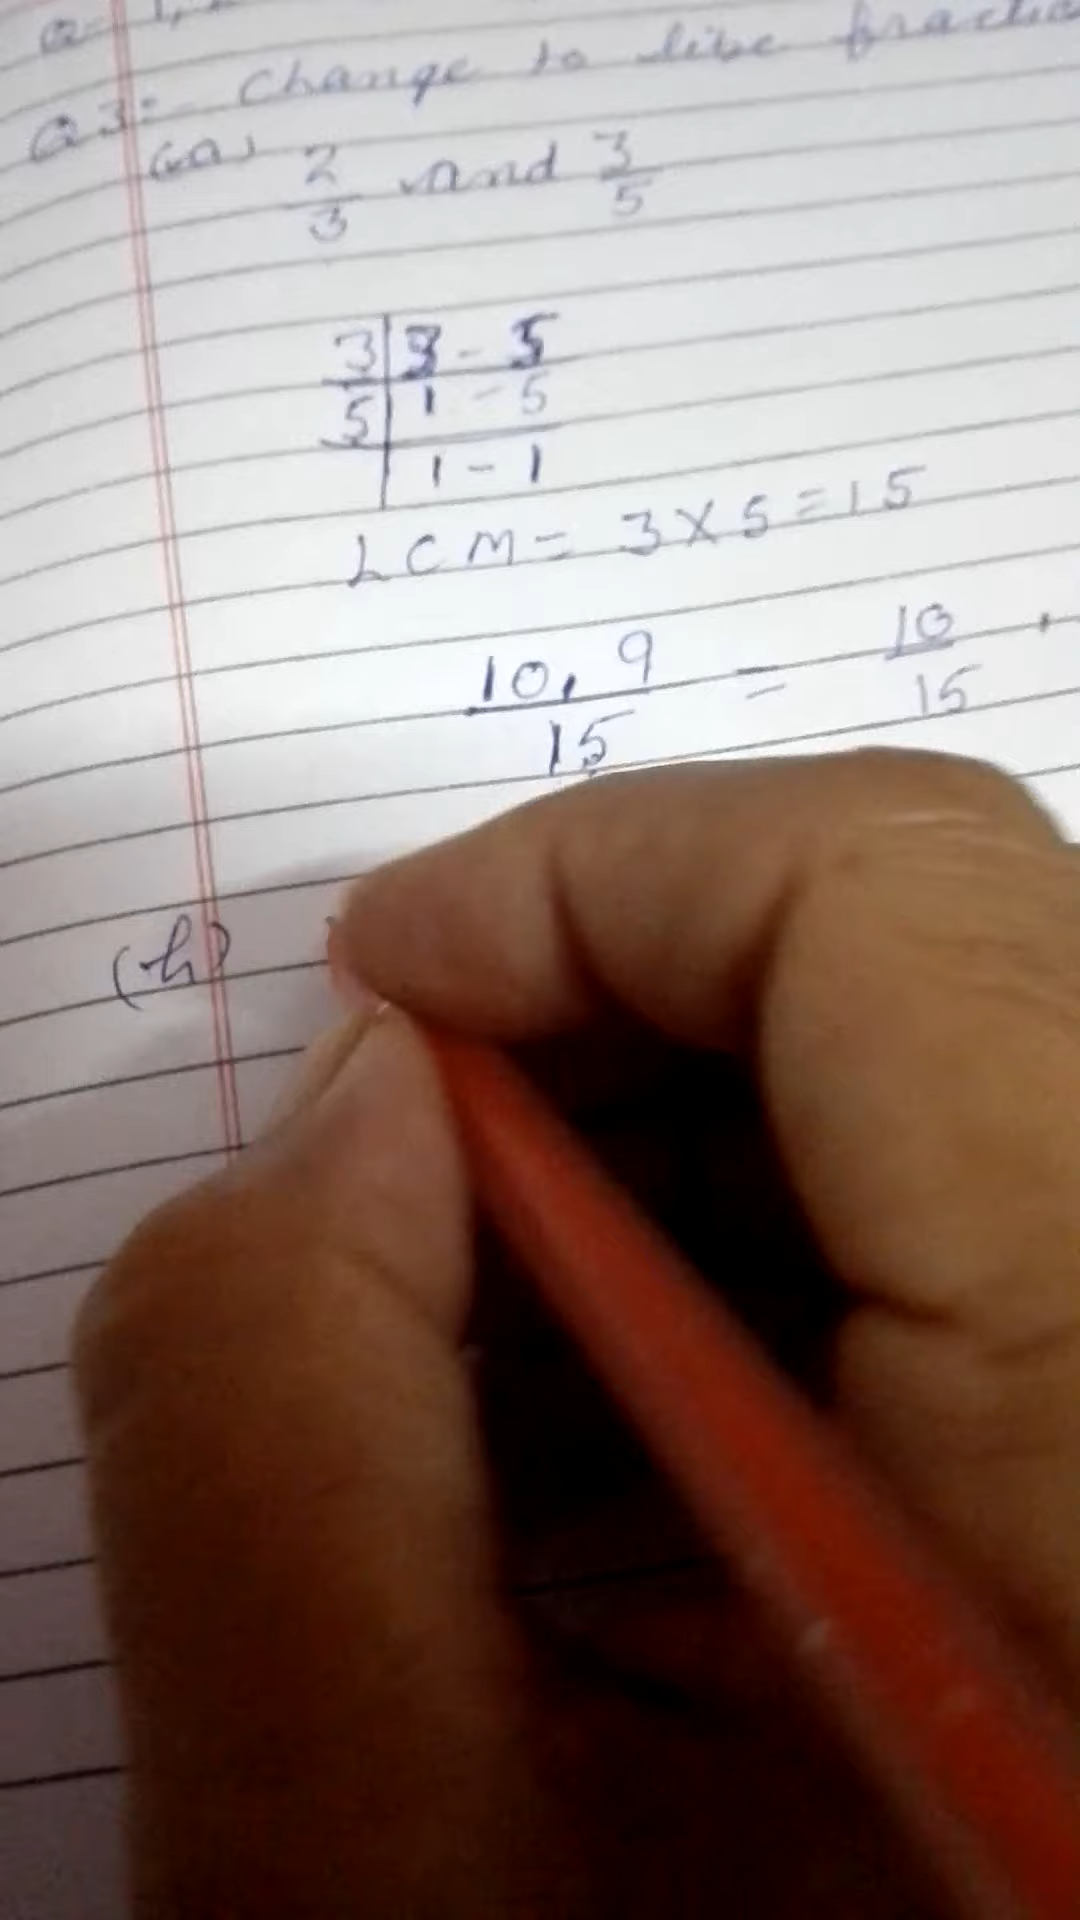 Q3:- Change to like
(a) 2/3 and 3/5
3 | 3 - 5
5 | 1 - 5
| 1 - 1
LCM = 3 X 5 = 15
10, 9/15 = 10/15 ,
(b)